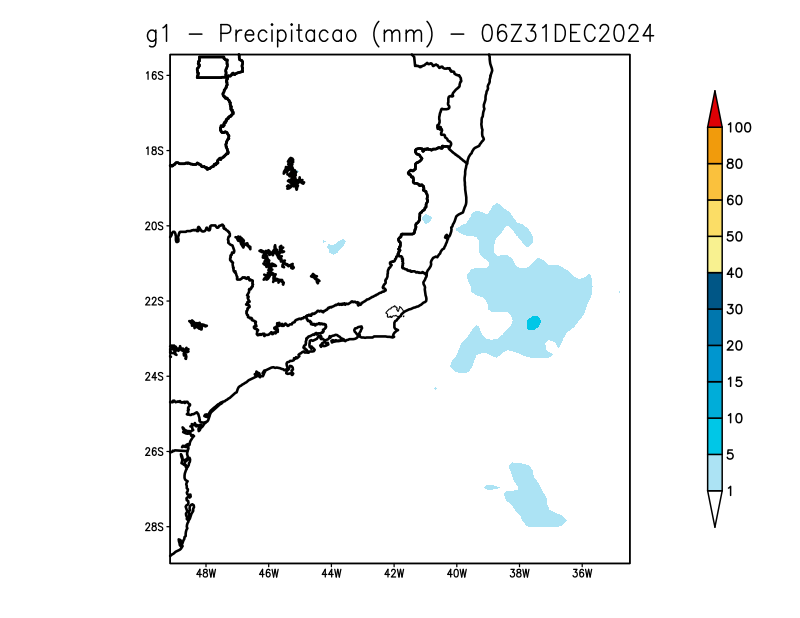 g1 – Precipitacao (mm) – 06Z31DEC2024
16S
18S
20S
22S
24S
26S
28S
48W 46W 44W 42W 40W 38W 36W
100
80
60
50
40
30
20
15
10
5
1